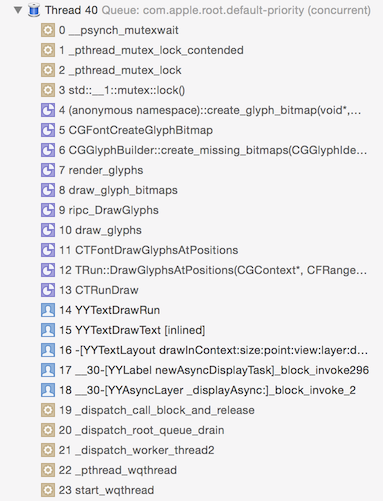 Thread 40 Queue: com.apple.root.default-priority (concurrent)
0 __psynch_mutexwait
1 _pthread_mutex_lock_contended
2 _pthread_mutex_lock
3 std::__1::mutex::lock()
4 (anonymous namespace)::create_glyph_bitmap(void*,...
5 CGFontCreateGlyphBitmap
6 CGGlyphBuilder::create_missing_bitmaps(CGGlyphIde...
7 render_glyphs
8 draw_glyph_bitmaps
9 ripc_DrawGlyphs
10 draw_glyphs
11 CTFontDrawGlyphsAtPositions
12 TRun::DrawGlyphsAtPositions(CGContext*, CFRange...
13 CTRunDraw
14 YYTextDrawRun
15 YYTextDrawText [inlined]
16 -[YYTextLayout drawInContext:size:point:view:layer:d...
17 __30-[YYLabel newAsyncDisplayTask]_block_invoke296
18 __30-[YYAsyncLayer _displayAsync:]_block_invoke_2
19 _dispatch_call_block_and_release
20 _dispatch_root_queue_drain
21 _dispatch_worker_thread2
22 _pthread_wqthread
23 start_wqthread